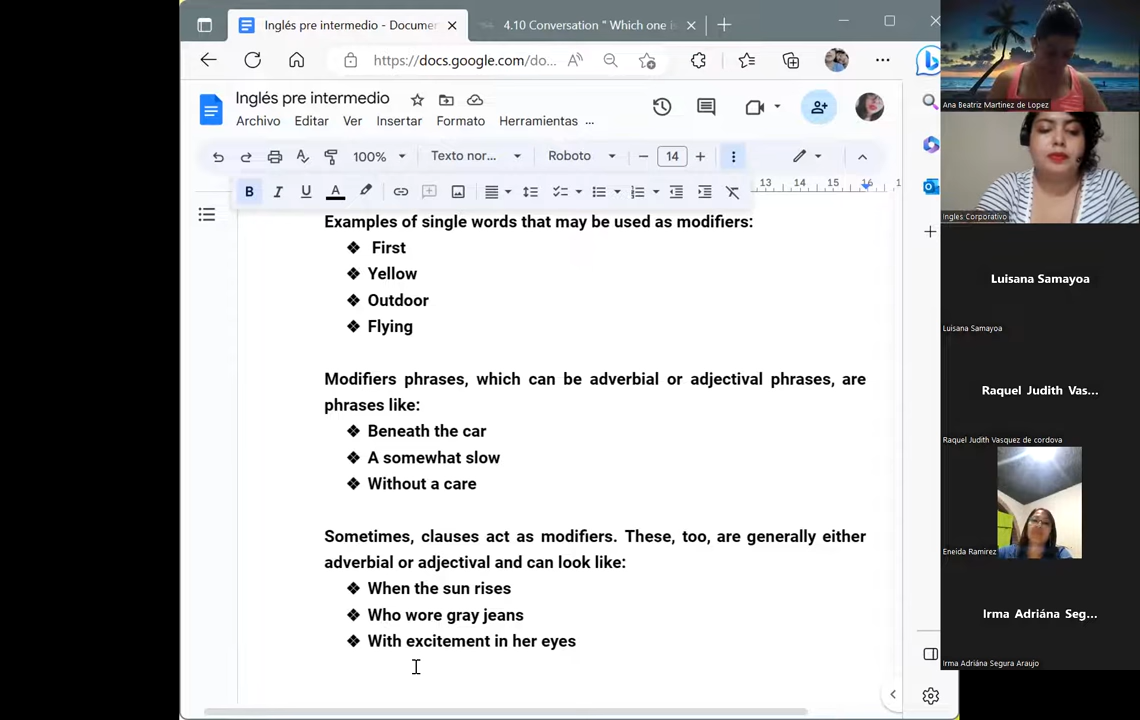 Inglés pre intermedio - Documen
4.10 Conversation " Which one i
https://docs.google.com/do...
Inglés pre intermedio
Archivo Editar Ver Insertar Formato Herramientas ...
100% Texto nor... Roboto 14
13 14 15 16 1
Examples of single words that may be used as modifiers:
❖ First
❖ Yellow
❖ Outdoor
❖ Flying
Modifiers phrases, which can be adverbial or adjectival phrases, are
phrases like:
❖ Beneath the car
❖ A somewhat slow
❖ Without a care
Sometimes, clauses act as modifiers. These, too, are generally either
adverbial or adjectival and can look like:
❖ When the sun rises
❖ Who wore gray jeans
❖ With excitement in her eyes
Ana Beatriz Martinez de Lopez
Ingles Corporativo
Luisana Samayoa
Luisana Samayoa
Raquel Judith Vas...
Raquel Judith Vasquez de cordova
Eneida Ramirez
Irma Adriána Seg...
Irma Adriána Segura Araujo